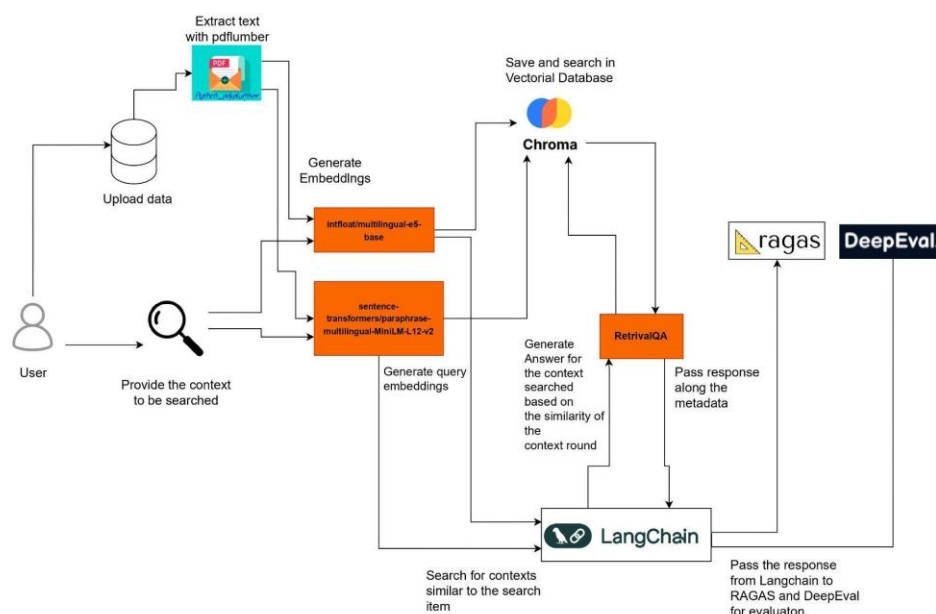 Extract text
with pdflumber
PDF
Save and search in
Vectorial Database
Chroma
Generate
EmbeddIngs
Upload data
intfloat/multilingual-e5-
base
ragas
DeepEval
sentence-
transformers/paraphrase-
multilingual-MiniLM-L12-v2
RetrivalQA
User
Provide the context
to be searched
Generate query
embeddings
Generate
Answer for
the context
searched
based on
the similarity of
the
context round
Pass response
along the
metadata
LangChain
Search for contexts
similar to the search
item
Pass the response
from Langchain to
RAGAS and DeepEval
for evaluaton